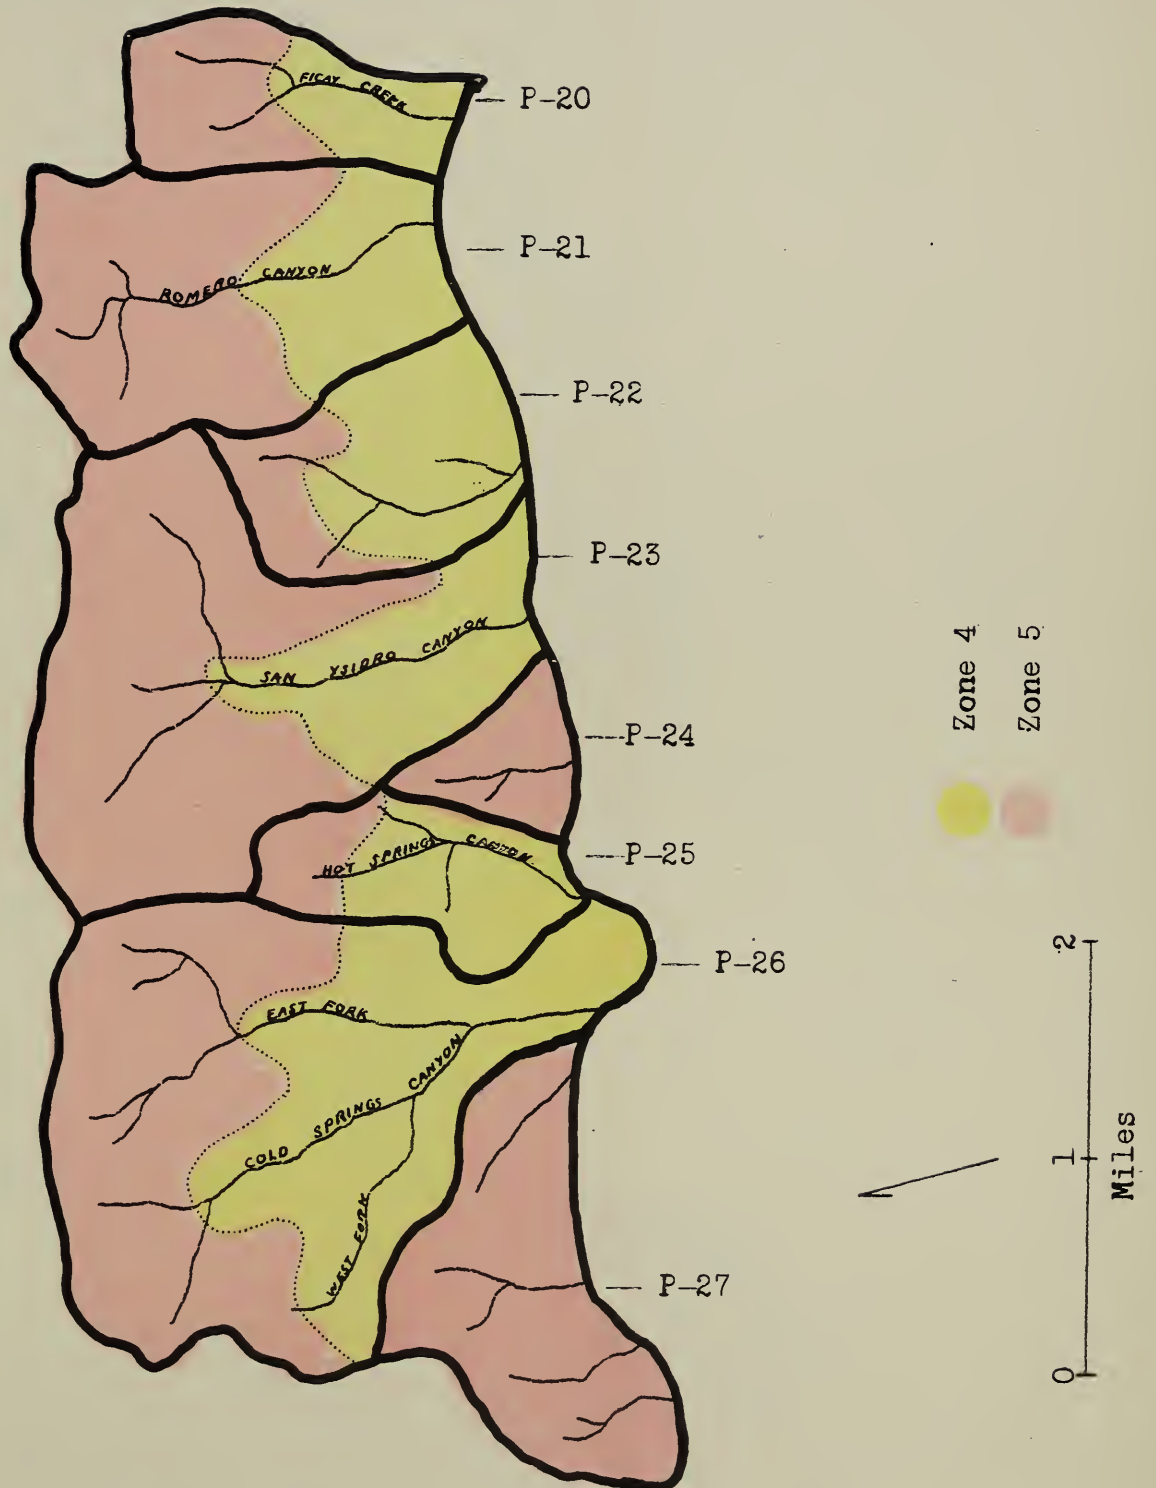 FICAY CREEK
P-20
P-21
ROMERO CANYON
P-22
P-23
SAN YSIDRO CANYON
P-24
HOT SPRINGS CANYON
P-25
P-26
EAST FORK
COLD SPRINGS CANYON
WEST FORK
P-27
Zone 4
Zone 5
0 1 2
Miles